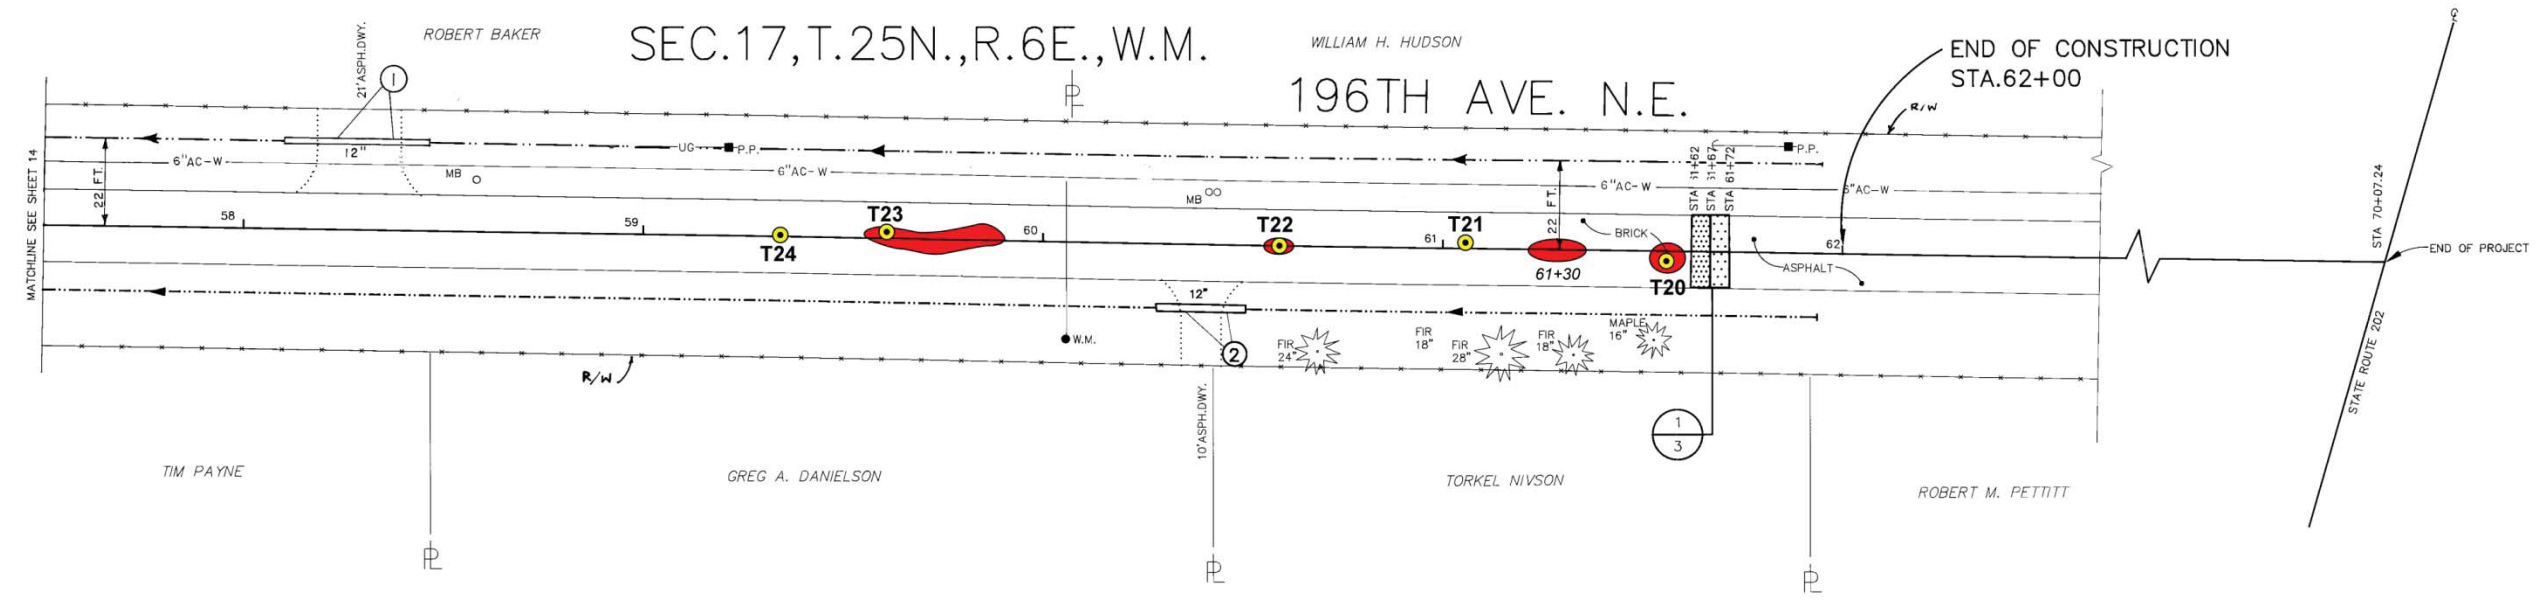 ROBERT BAKER
SEC.17,T.25N.,R.6E.,W.M.
WILLIAM H. HUDSON
END OF CONSTRUCTION
STA.62+00
196TH AVE. N.E.
21'ASPH.DWY.
1
℄
PL
R/W
12"
UG
P.P.
P.P.
MATCHLINE SEE SHEET 14
22 FT.
6"AC-W
6"AC-W
6"AC-W
6"AC-W
MB
MB
22 FT.
STA 61+62
STA 61+67
STA 61+72
STA 70+07.24
58
59
60
61
62
T23
T24
T22
T21
BRICK
61+30
T20
ASPHALT
END OF PROJECT
12"
W.M.
2
R/W
FIR
24"
FIR
18"
FIR
28"
FIR
18"
MAPLE
16"
STATE ROUTE 202
10'ASPH.DWY.
1
3
TIM PAYNE
GREG A. DANIELSON
TORKEL NIVSON
ROBERT M. PETTITT
PL
PL
PL